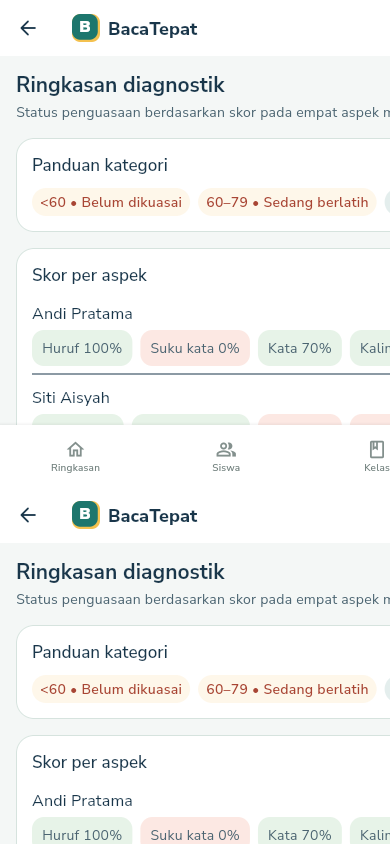 B BacaTepat
Ringkasan diagnostik
Status penguasaan berdasarkan skor pada empat aspek
Panduan kategori
<60 • Belum dikuasai 60–79 • Sedang berlatih
Skor per aspek
Andi Pratama
Huruf 100% Suku kata 0% Kata 70%
Siti Aisyah
Ringkasan Siswa Kelas
B BacaTepat
Ringkasan diagnostik
Status penguasaan berdasarkan skor pada empat aspek
Panduan kategori
<60 • Belum dikuasai 60–79 • Sedang berlatih
Skor per aspek
Andi Pratama
Huruf 100% Suku kata 0% Kata 70%